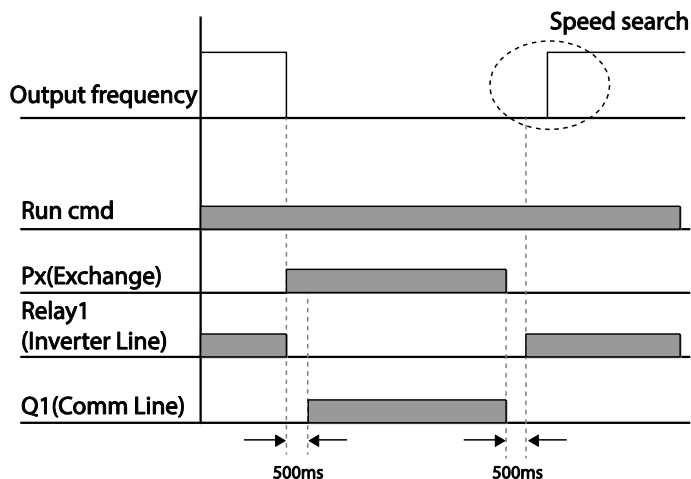 Speed search
Output frequency
Run cmd
Px(Exchange)
Relay1
(Inverter Line)
Q1(Comm Line)
500ms 500ms